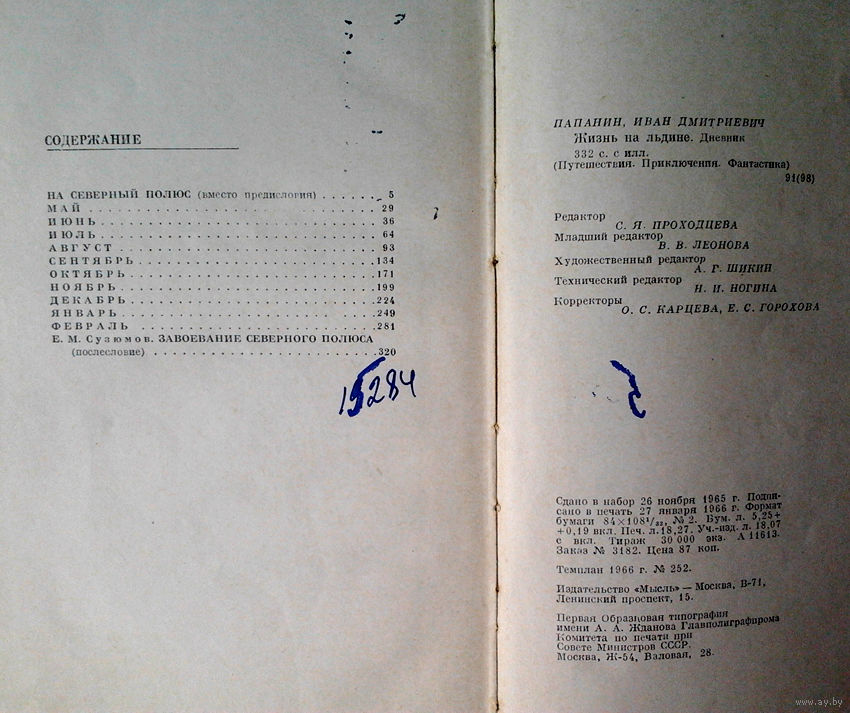 СОДЕРЖАНИЕ
НА СЕВЕРНЫЙ ПОЛЮС (вместо предисловия) . . . . . . 5
МАЙ . . . . . . . . . . . . . . . . . . . . . . . . 29
ИЮНЬ . . . . . . . . . . . . . . . . . . . . . . . . 36
ИЮЛЬ . . . . . . . . . . . . . . . . . . . . . . . . 64
АВГУСТ . . . . . . . . . . . . . . . . . . . . . . . 93
СЕНТЯБРЬ . . . . . . . . . . . . . . . . . . . . . . 134
ОКТЯБРЬ . . . . . . . . . . . . . . . . . . . . . . 171
НОЯБРЬ . . . . . . . . . . . . . . . . . . . . . . . 199
ДЕКАБРЬ . . . . . . . . . . . . . . . . . . . . . . 224
ЯНВАРЬ . . . . . . . . . . . . . . . . . . . . . . . 249
ФЕВРАЛЬ . . . . . . . . . . . . . . . . . . . . . . 281
Е. М. Сузюмов. ЗАВОЕВАНИЕ СЕВЕРНОГО ПОЛЮСА
(послесловие) . . . . . . . . . . . . . . . . . . . 320
15284
ПАПАНИН, ИВАН ДМИТРИЕВИЧ
Жизнь на льдине. Дневник
332 с. с илл.
(Путешествия. Приключения. Фантастика)
91(98)
Редактор
С. Я. ПРОХОДЦЕВА
Младший редактор
В. В. ЛЕОНОВА
Художественный редактор
А. Г. ШИКИН
Технический редактор
Н. И. НОГИНА
Корректоры
О. С. КАРЦЕВА, Е. С. ГОРОХОВА
Сдано в набор 26 ноября 1965 г. Подпи-
сано в печать 27 января 1966 г. Формат
бумаги 84×108¹/₃₂, № 2. Бум. л. 5,25+
+0,19 вкл. Печ. л. 18,27. Уч.-изд. л. 18,07
с вкл. Тираж 30 000 экз. А 11613.
Заказ № 3182. Цена 87 коп.
Темплан 1966 г. № 252.
Издательство «Мысль» — Москва, В-71,
Ленинский проспект, 15.
Первая Образцовая типография
имени А. А. Жданова Главполиграфпрома
Комитета по печати при
Совете Министров СССР.
Москва, Ж-54, Валовая, 28.
www.ay.by